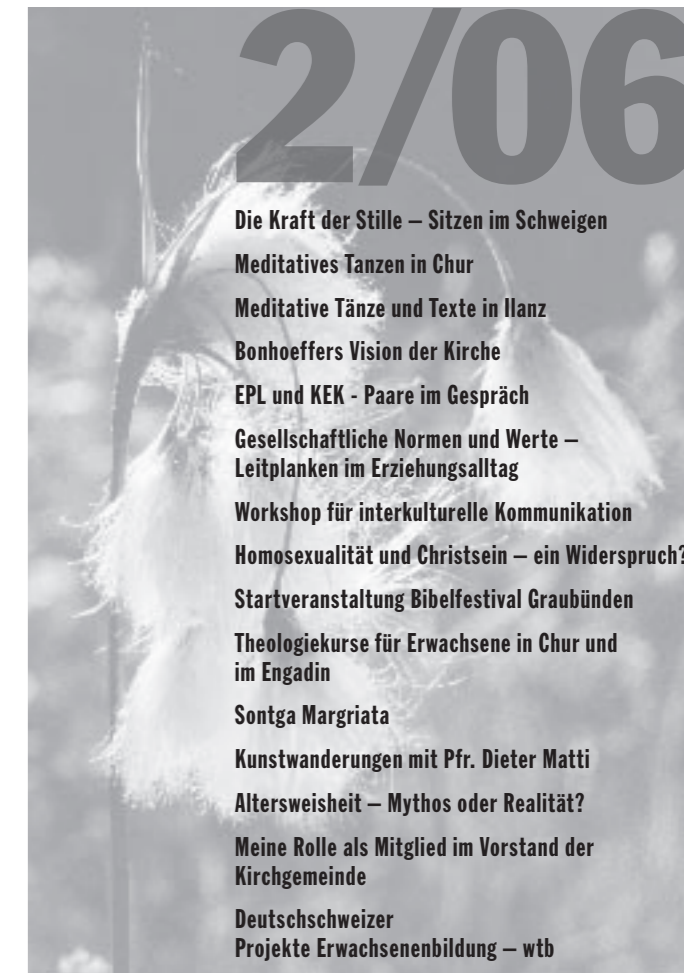 2/06
Die Kraft der Stille – Sitzen im Schweigen
Meditatives Tanzen in Chur
Meditative Tänze und Texte in Ilanz
Bonhoeffers Vision der Kirche
EPL und KEK - Paare im Gespräch
Gesellschaftliche Normen und Werte –
Leitplanken im Erziehungsalltag
Workshop für interkulturelle Kommunikation
Homosexualität und Christsein – ein Widerspruch?
Startveranstaltung Bibelfestival Graubünden
Theologiekurse für Erwachsene in Chur und
im Engadin
Sontga Margriata
Kunstwanderungen mit Pfr. Dieter Matti
Altersweisheit – Mythos oder Realität?
Meine Rolle als Mitglied im Vorstand der
Kirchgemeinde
Deutschschweizer
Projekte Erwachsenenbildung – wtb